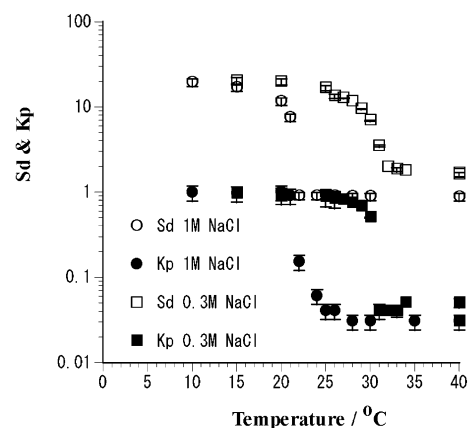 100
10
1
0.1
0.01
Sd & Kp
Sd 1M NaCl
Kp 1M NaCl
Sd 0.3M NaCl
Kp 0.3M NaCl
0 5 10 15 20 25 30 35 40
Temperature / °C